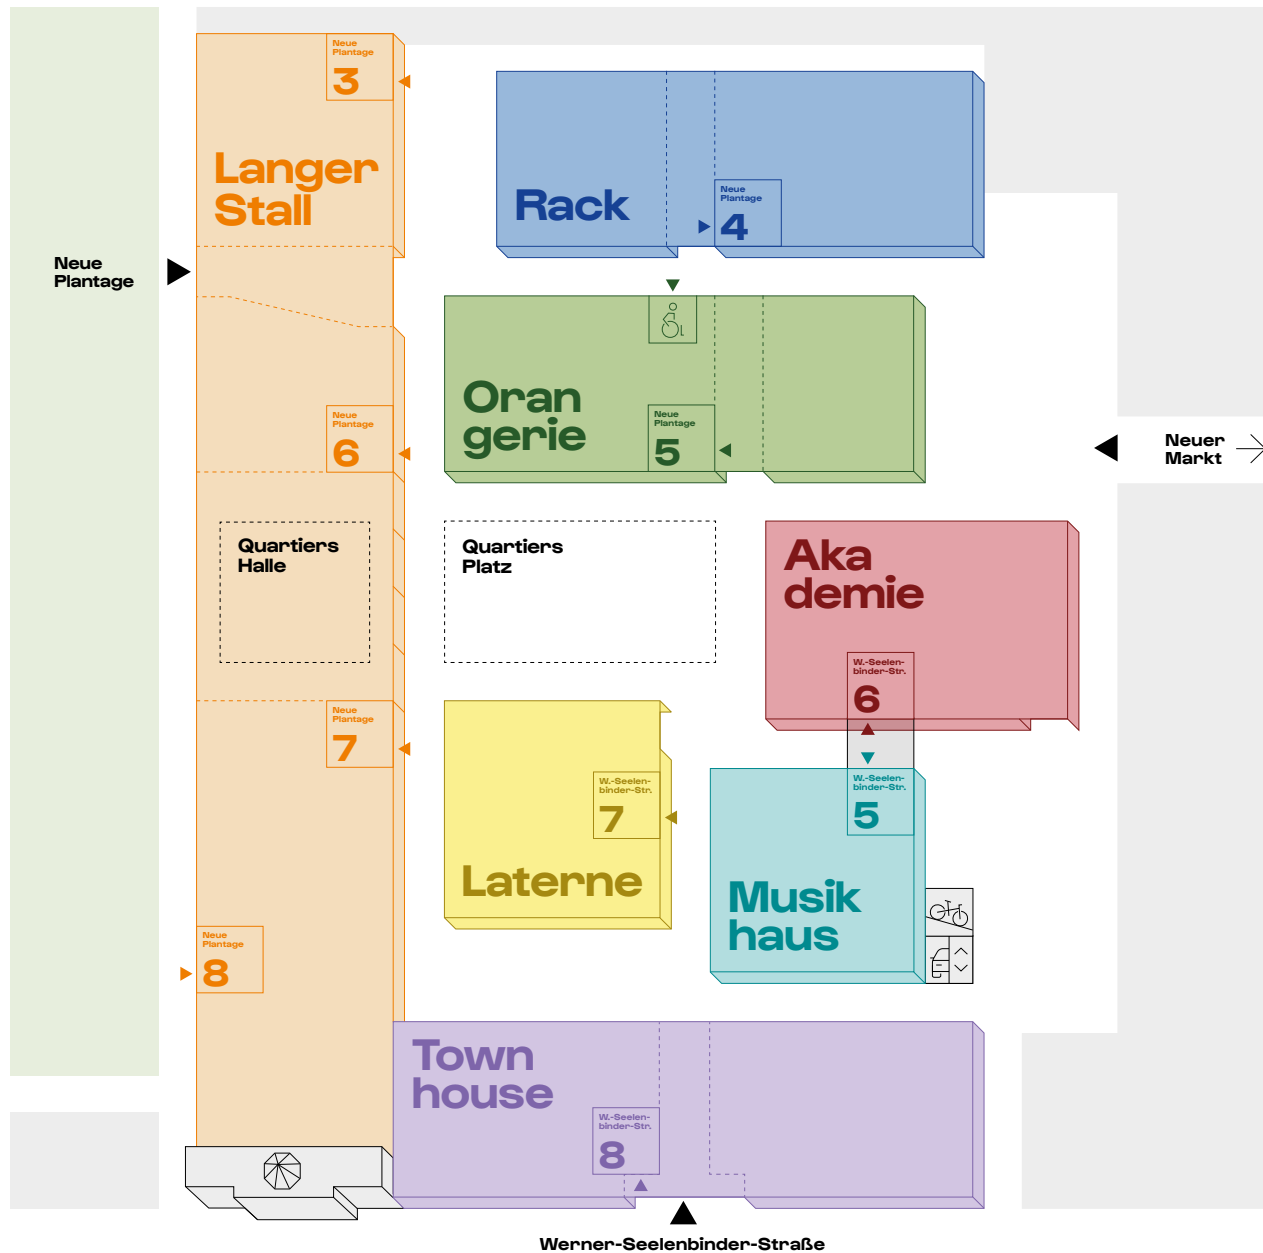 Neue
Plantage
3
Langer
Stall
Rack
Neue
Plantage
4
Neue
Plantage
Oran
gerie
Neue
Plantage
5
Neue
Plantage
6
Neuer
Markt
Quartiers
Halle
Quartiers
Platz
Aka
demie
W.-Seelen-
binder-Str.
6
Neue
Plantage
7
W.-Seelen-
binder-Str.
7
Laterne
W.-Seelen-
binder-Str.
5
Musik
haus
Neue
Plantage
8
Town
house
W.-Seelen-
binder-Str.
8
Werner-Seelenbinder-Straße